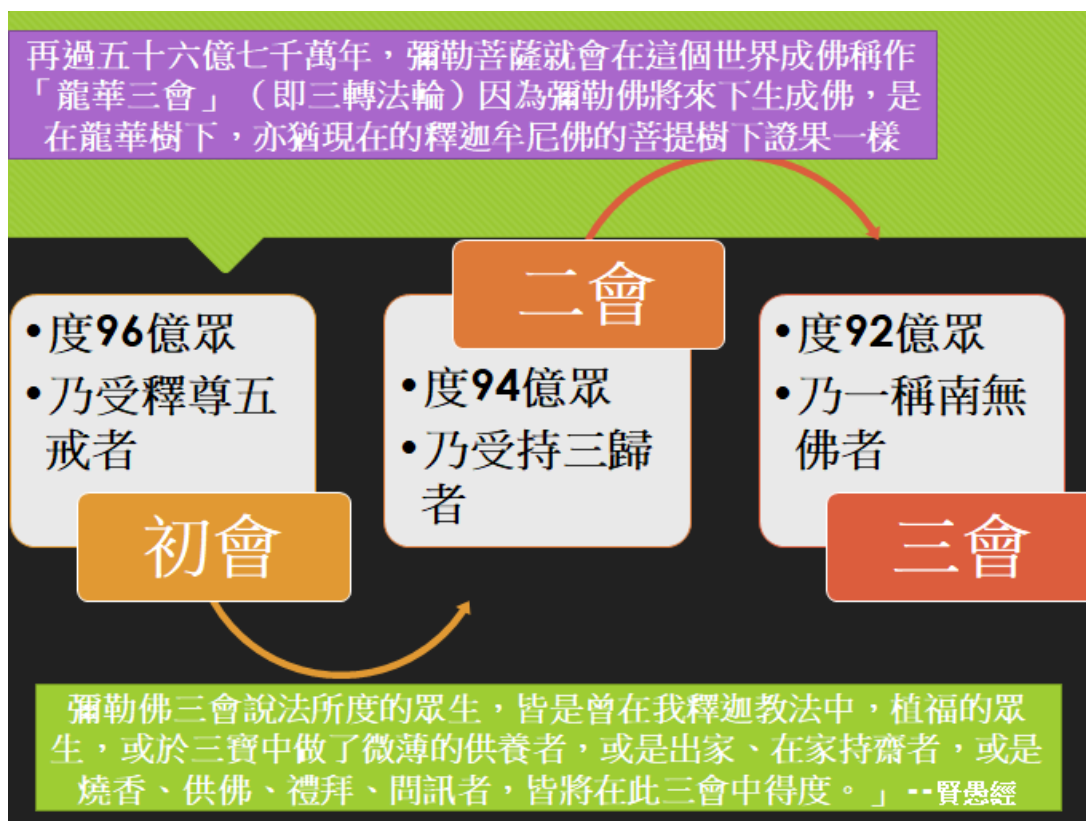 再過五十六億七千萬年，彌勒菩薩就會在這個世界成佛稱作
「龍華三會」（即三轉法輪）因為彌勒佛將來下生成佛，是
在龍華樹下，亦猶現在的釋迦牟尼佛的菩提樹下證果一樣
•度96億眾
•乃受釋尊五
戒者
初會
二會
•度94億眾
•乃受持三歸
者
•度92億眾
•乃一稱南無
佛者
三會
彌勒佛三會說法所度的眾生，皆是曾在我釋迦教法中，植福的眾
生，或於三寶中做了微薄的供養者，或是出家、在家持齋者，或是
燒香、供佛、禮拜、問訊者，皆將在此三會中得度。」--賢愚經